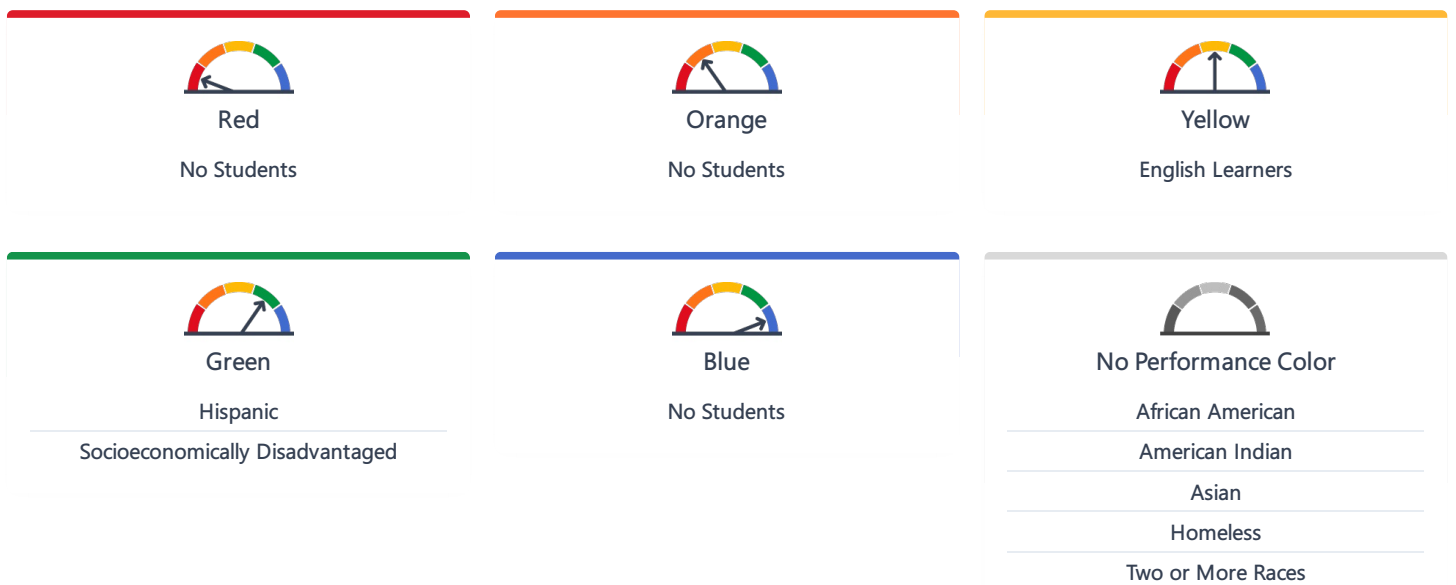 Red
No Students
Orange
No Students
Yellow
English Learners
Green
Hispanic
Socioeconomically Disadvantaged
Blue
No Students
No Performance Color
African American
American Indian
Asian
Homeless
Two or More Races